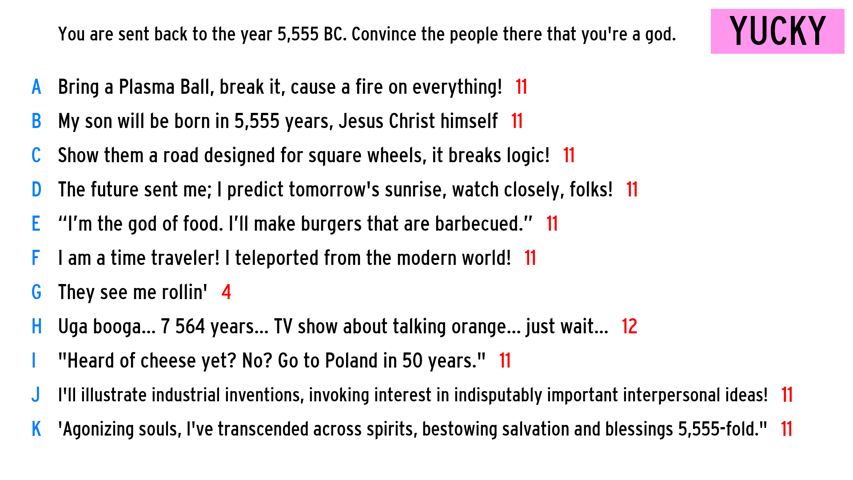 You are sent back to the year 5,555 BC. Convince the people there that you're a god.
YUCKY
A Bring a Plasma Ball, break it, cause a fire on everything! 11
B My son will be born in 5,555 years, Jesus Christ himself 11
C Show them a road designed for square wheels, it breaks logic! 11
D The future sent me; I predict tomorrow's sunrise, watch closely, folks! 11
E “I’m the god of food. I’ll make burgers that are barbecued.” 11
F I am a time traveler! I teleported from the modern world! 11
G They see me rollin' 4
H Uga booga... 7 564 years... TV show about talking orange... just wait... 12
I "Heard of cheese yet? No? Go to Poland in 50 years." 11
J I'll illustrate industrial inventions, invoking interest in indisputably important interpersonal ideas! 11
K 'Agonizing souls, I've transcended across spirits, bestowing salvation and blessings 5,555-fold." 11